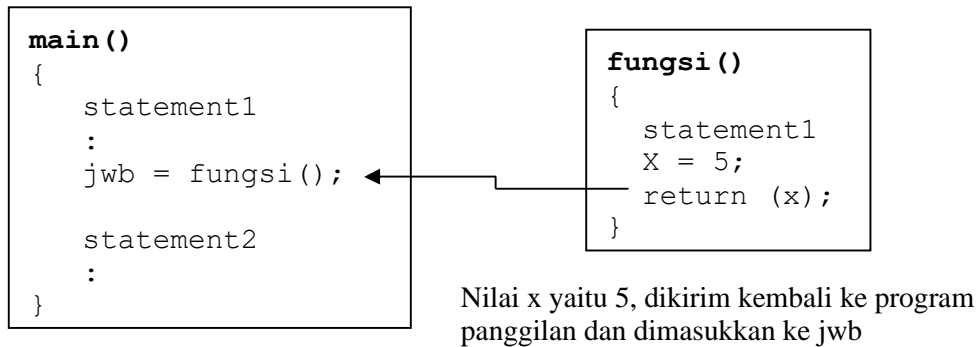 main()
{
statement1
:
jwb = fungsi();
statement2
:
}
fungsi()
{
statement1
X = 5;
return (x);
}
Nilai x yaitu 5, dikirim kembali ke program
panggilan dan dimasukkan ke jwb